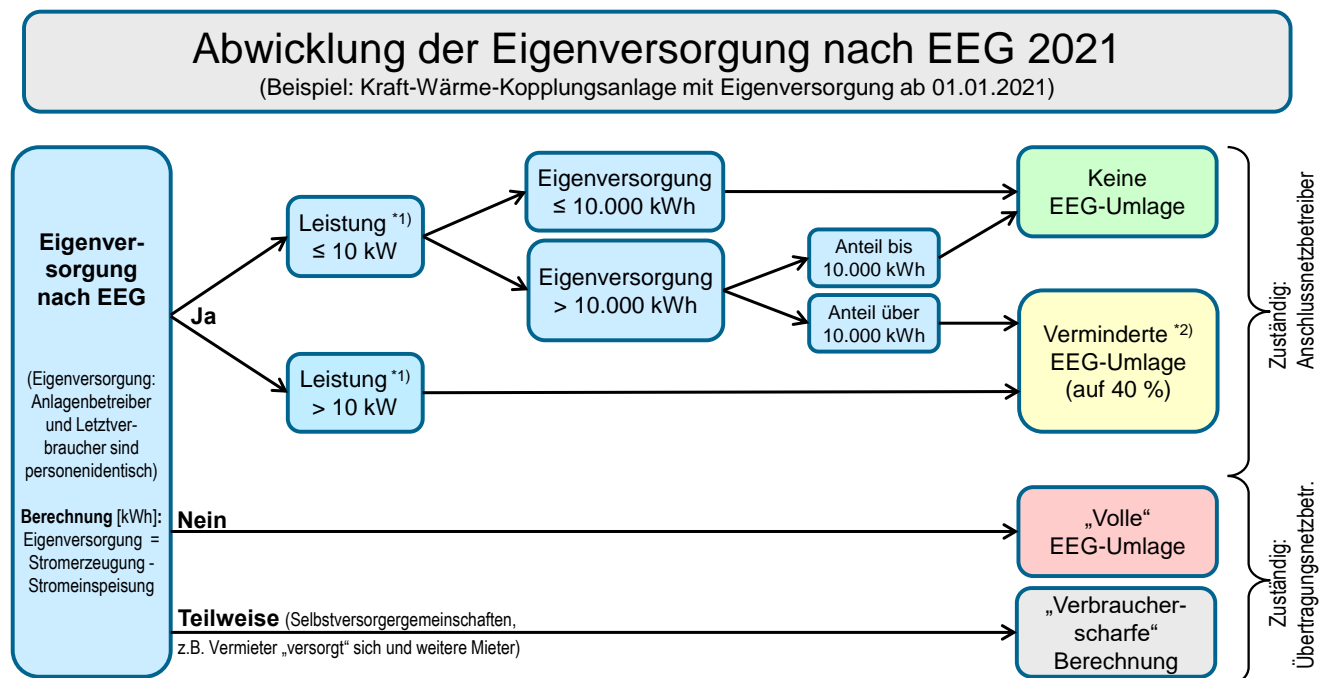 Abwicklung der Eigenversorgung nach EEG 2021
(Beispiel: Kraft-Wärme-Kopplungsanlage mit Eigenversorgung ab 01.01.2021)
Eigenver-
sorgung
nach EEG
(Eigenversorgung:
Anlagenbetreiber
und Letztver-
braucher sind
personenidentisch)
Berechnung [kWh]:
Eigenversorgung =
Stromerzeugung -
Stromeinspeisung
Ja
Leistung *1)
≤ 10 kW
Eigenversorgung
≤ 10.000 kWh
Eigenversorgung
> 10.000 kWh
Anteil bis
10.000 kWh
Anteil über
10.000 kWh
Keine
EEG-Umlage
Leistung *1)
> 10 kW
Verminderte *2)
EEG-Umlage
(auf 40 %)
Zuständig:
Anschlussnetzbetreiber
Nein
„Volle“
EEG-Umlage
Teilweise (Selbstversorgergemeinschaften,
z.B. Vermieter „versorgt“ sich und weitere Mieter)
„Verbraucher-
scharfe“
Berechnung
Zuständig:
Übertragungsnetzbetr.